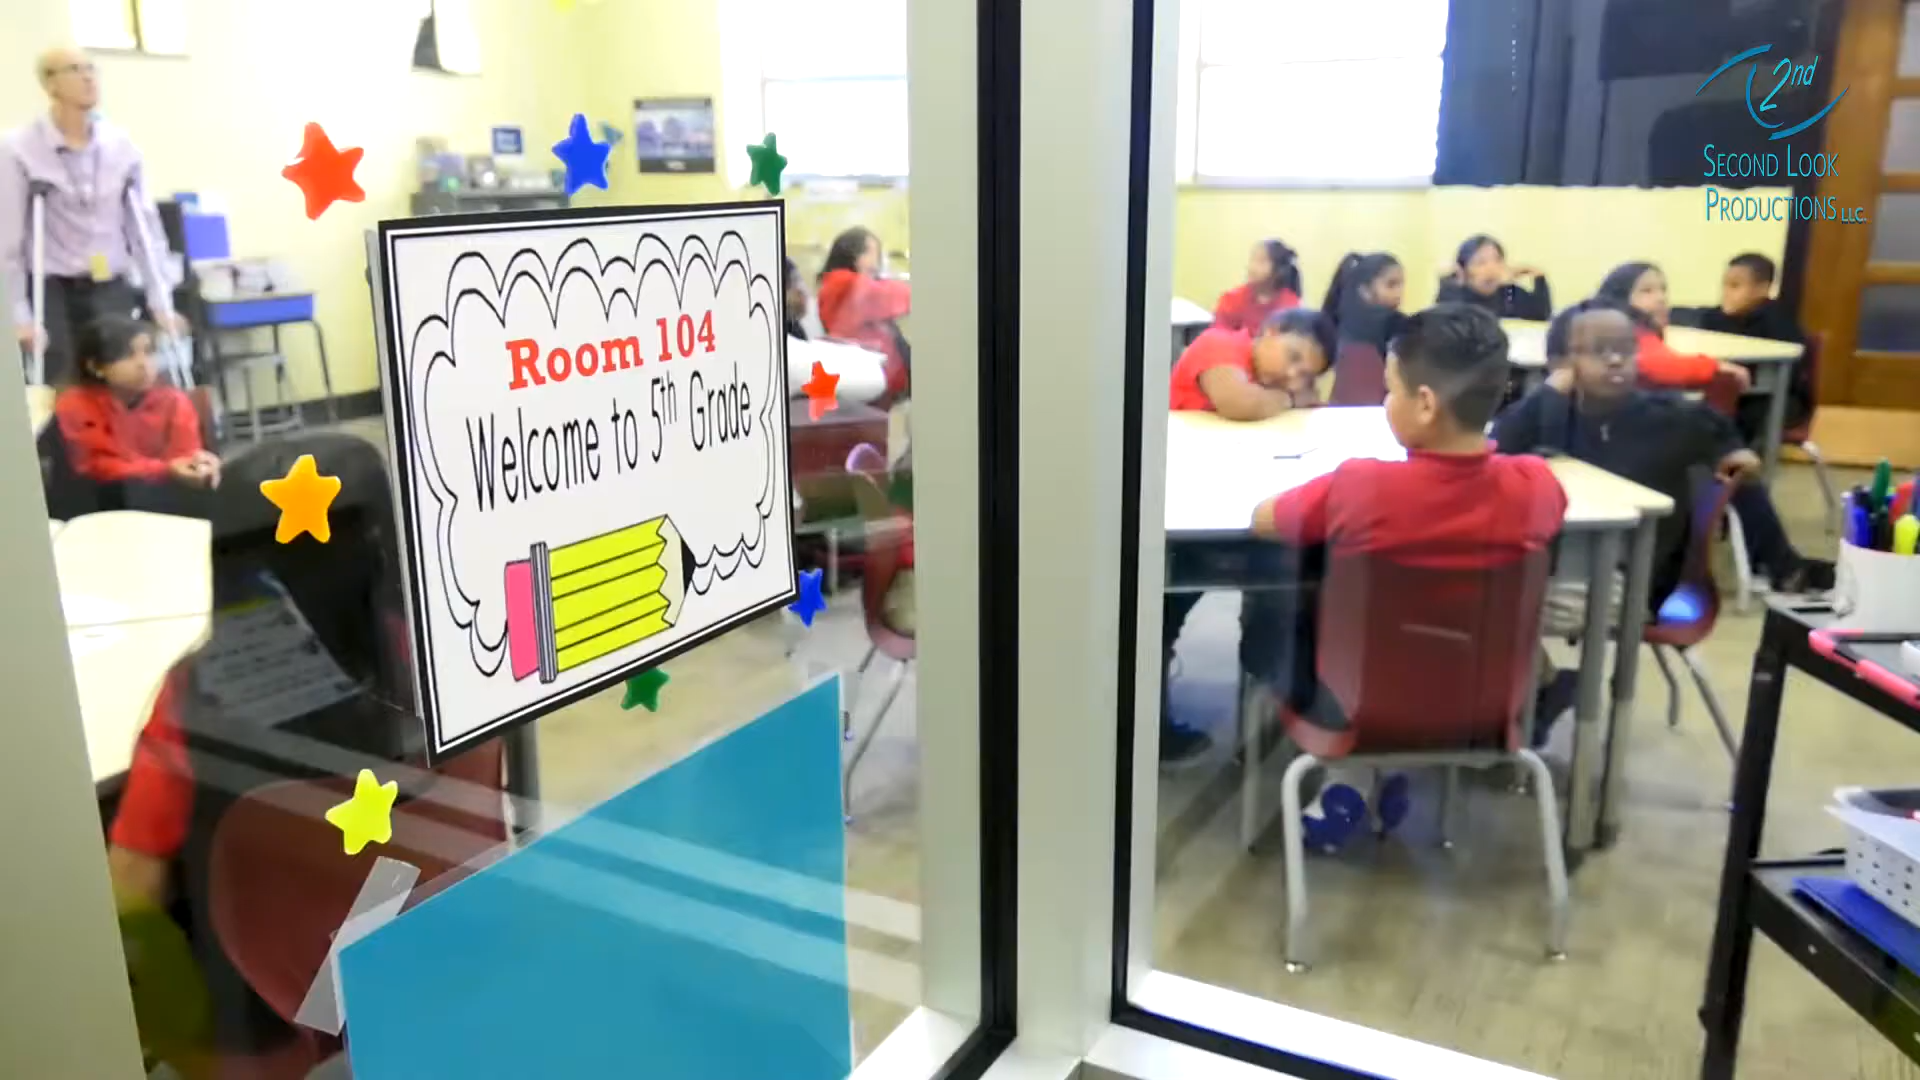 Room 104
Welcome to 5th Grade
2nd
SECOND LOOK
PRODUCTIONS LLC.